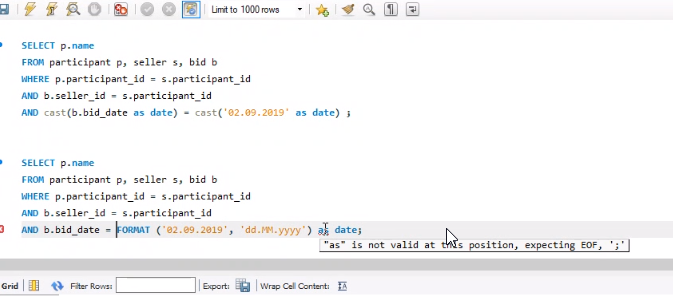 Limit to 1000 rows
SELECT p.name
FROM participant p, seller s, bid b
WHERE p.participant_id = s.participant_id
AND b.seller_id = s.participant_id
AND cast(b.bid_date as date) = cast('02.09.2019' as date) ;
SELECT p.name
FROM participant p, seller s, bid b
WHERE p.participant_id = s.participant_id
AND b.seller_id = s.participant_id
AND b.bid_date = FORMAT ('02.09.2019', 'dd.MM.yyyy') as date;
"as" is not valid at this position, expecting EOF, ';'
Grid Filter Rows: Export: Wrap Cell Content: